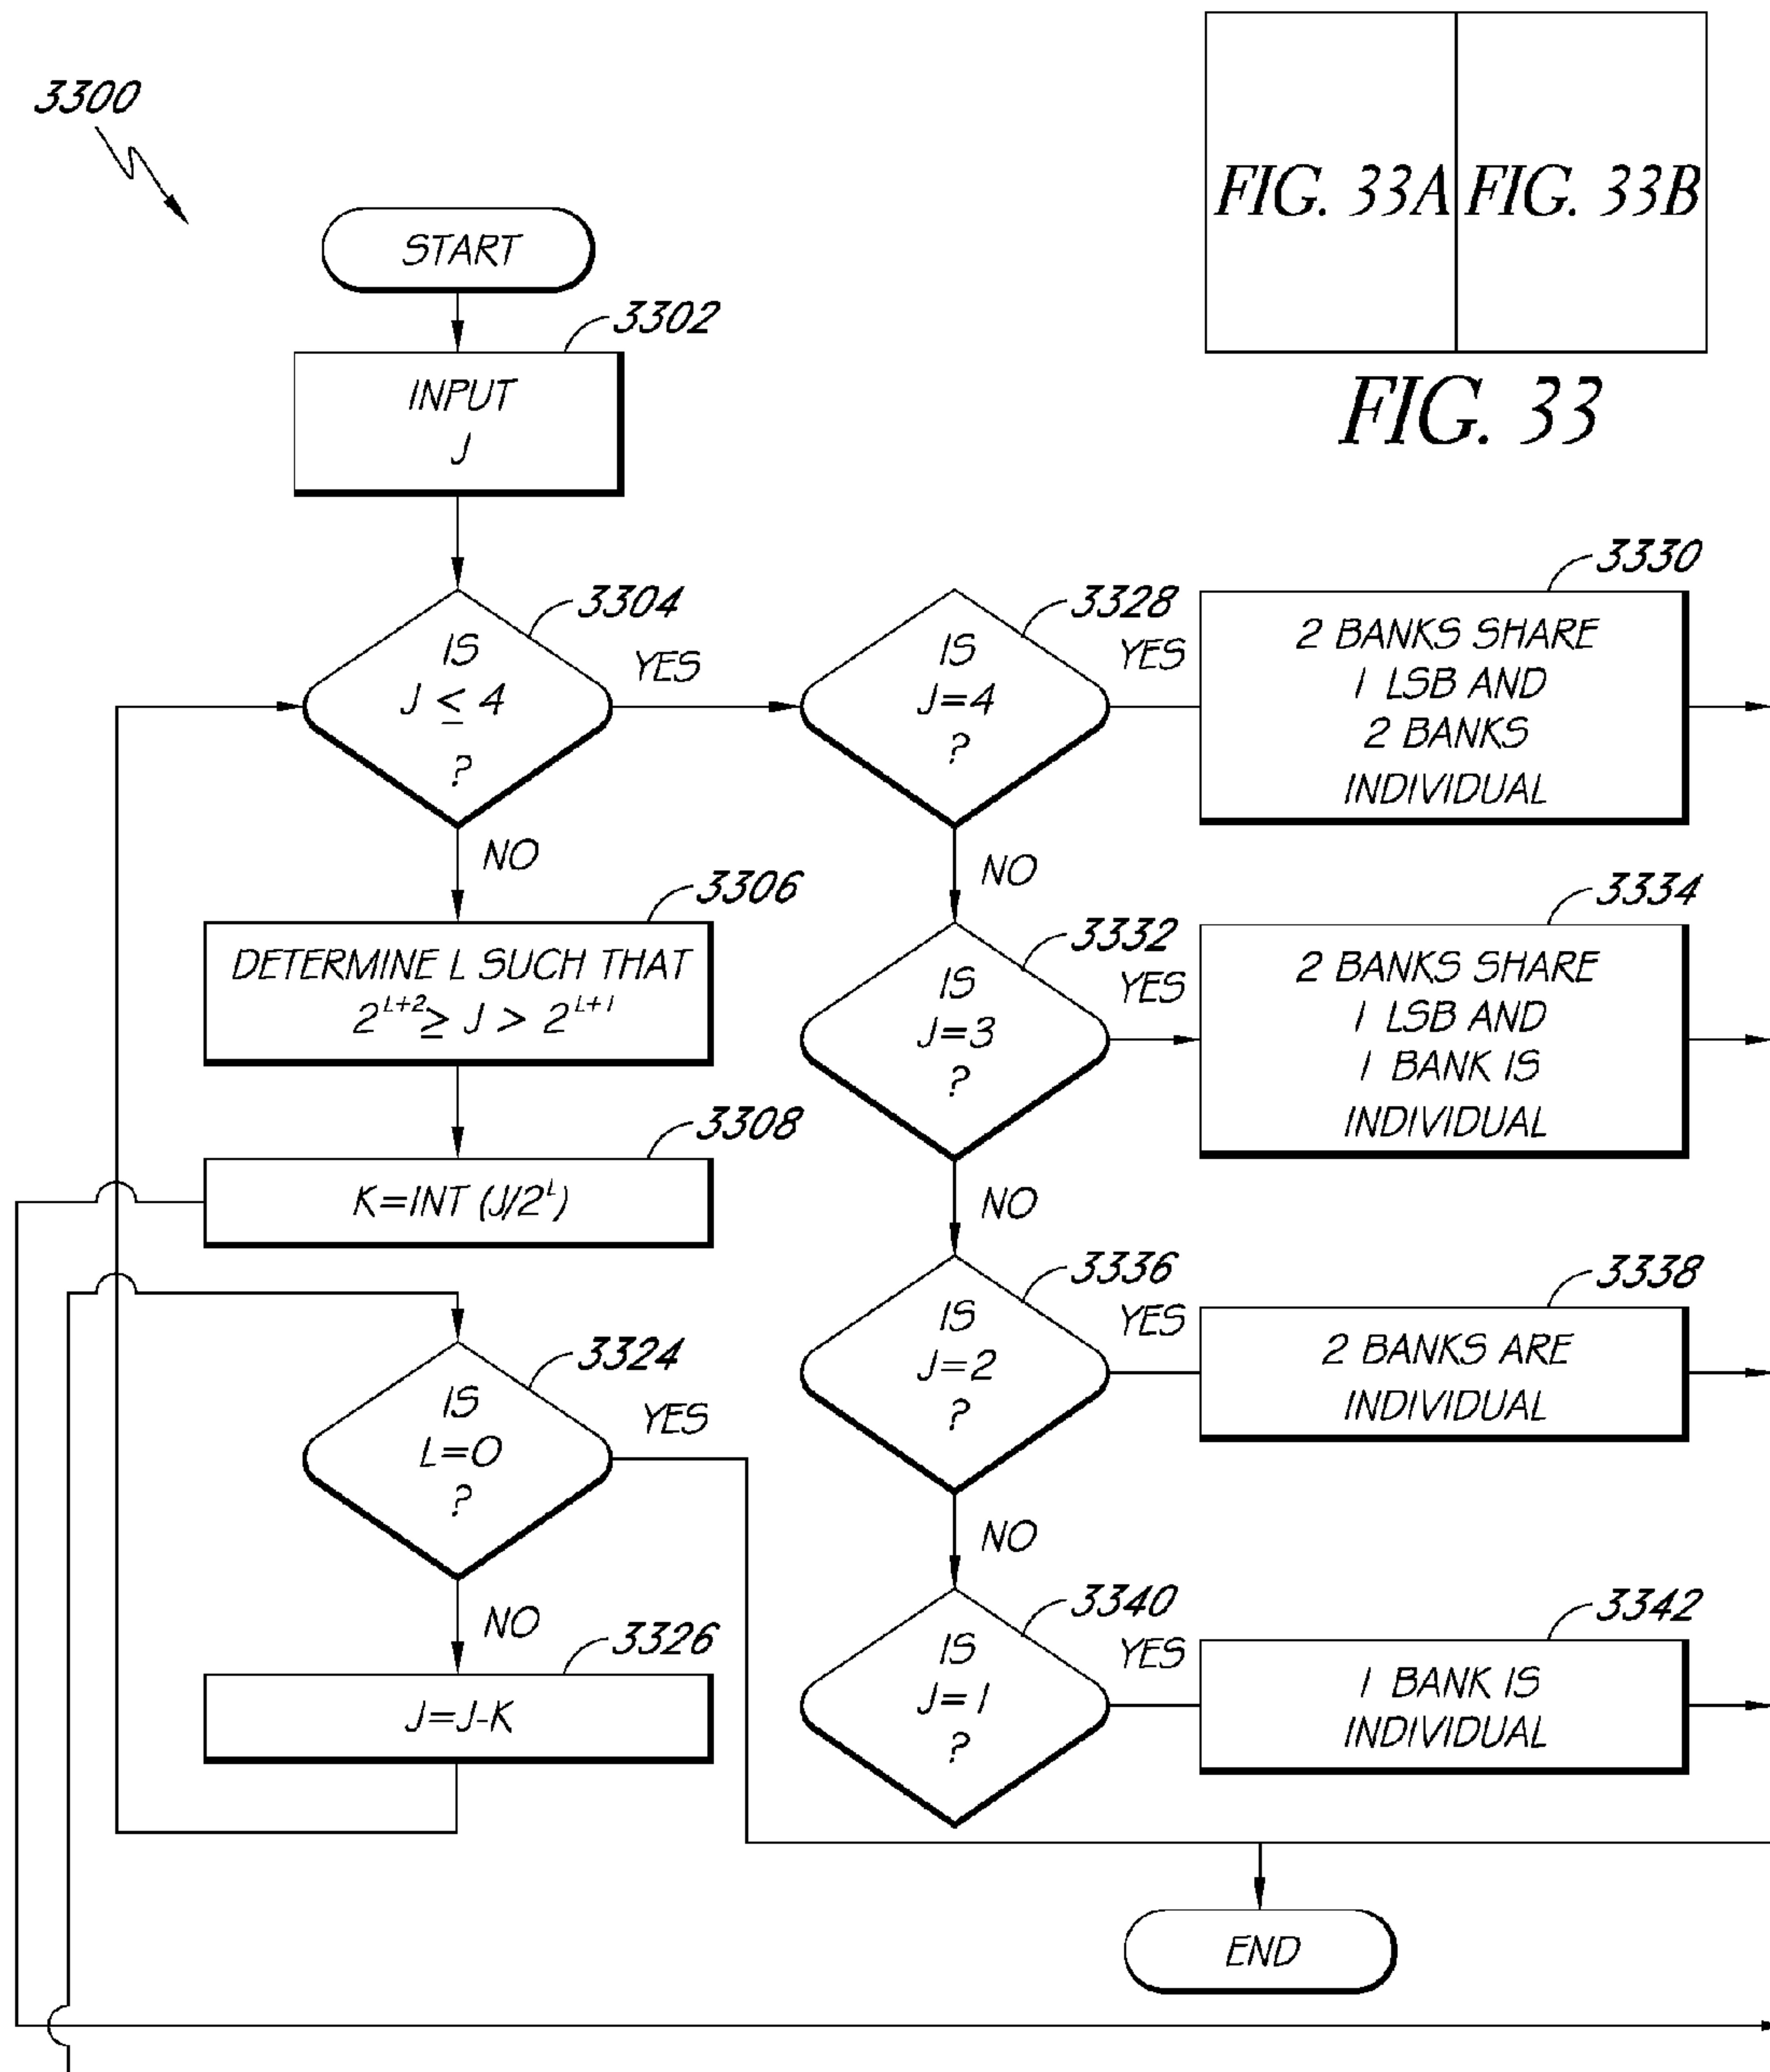 3300
FIG. 33A
FIG. 33B
FIG. 33
START
3302
INPUT
J
3304
IS
J ≤ 4
?
YES
NO
3328
IS
J=4
?
YES
NO
3330
2 BANKS SHARE
1 LSB AND
2 BANKS
INDIVIDUAL
3306
DETERMINE L SUCH THAT
2^{L+2} ≥ J > 2^{L+1}
3332
IS
J=3
?
YES
NO
3334
2 BANKS SHARE
1 LSB AND
1 BANK IS
INDIVIDUAL
3308
K=INT (J/2^L)
3336
IS
J=2
?
YES
NO
3338
2 BANKS ARE
INDIVIDUAL
3324
IS
L=0
?
YES
NO
3326
J=J-K
3340
IS
J=1
?
YES
3342
1 BANK IS
INDIVIDUAL
END